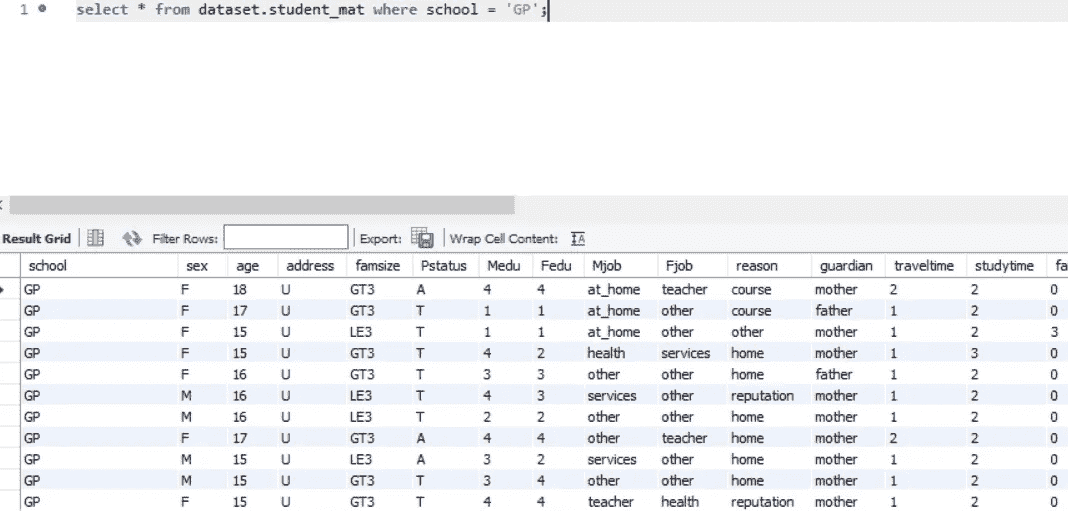 1 select * from dataset.student_mat where school = 'GP';
Result Grid Filter Rows: Export: Wrap Cell Content:
school sex age address famsize Pstatus Medu Fedu Mjob Fjob reason guardian traveltime studytime fa
GP F 18 U GT3 A 4 4 at_home teacher course mother 2 2 0
GP F 17 U GT3 T 1 1 at_home other course father 1 2 0
GP F 15 U LE3 T 1 1 at_home other other mother 1 2 3
GP F 15 U GT3 T 4 2 health services home mother 1 3 0
GP F 16 U GT3 T 3 3 other other home father 1 2 0
GP M 16 U LE3 T 4 3 services other reputation mother 1 2 0
GP M 16 U LE3 T 2 2 other other home mother 1 2 0
GP F 17 U GT3 A 4 4 other teacher home mother 2 2 0
GP M 15 U LE3 A 3 2 services other home mother 1 2 0
GP M 15 U GT3 T 3 4 other other home mother 1 2 0
GP F 15 U GT3 T 4 4 teacher health reputation mother 1 2 0